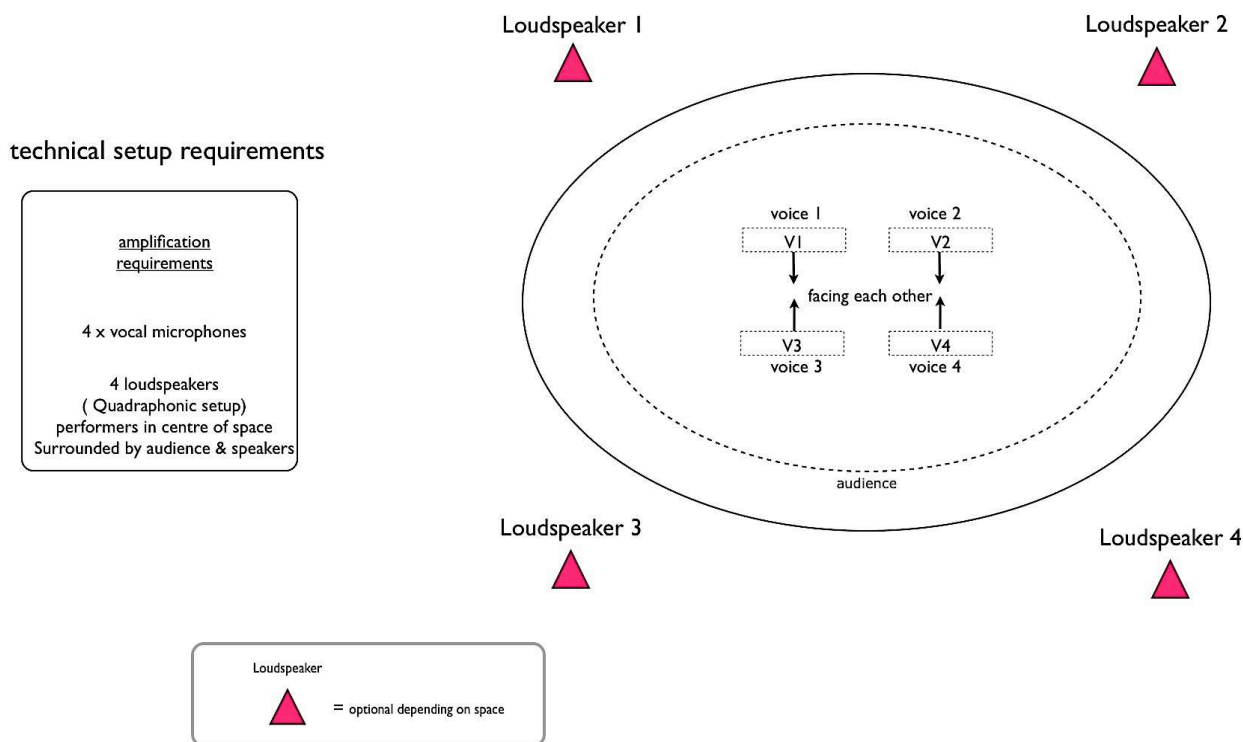 Loudspeaker 1
Loudspeaker 2
technical setup requirements
amplification
requirements
4 x vocal microphones
4 loudspeakers
( Quadraphonic setup)
performers in centre of space
Surrounded by audience & speakers
voice 1
voice 2
V1
V2
facing each other
V3
V4
voice 3
voice 4
audience
Loudspeaker 3
Loudspeaker 4
Loudspeaker
= optional depending on space